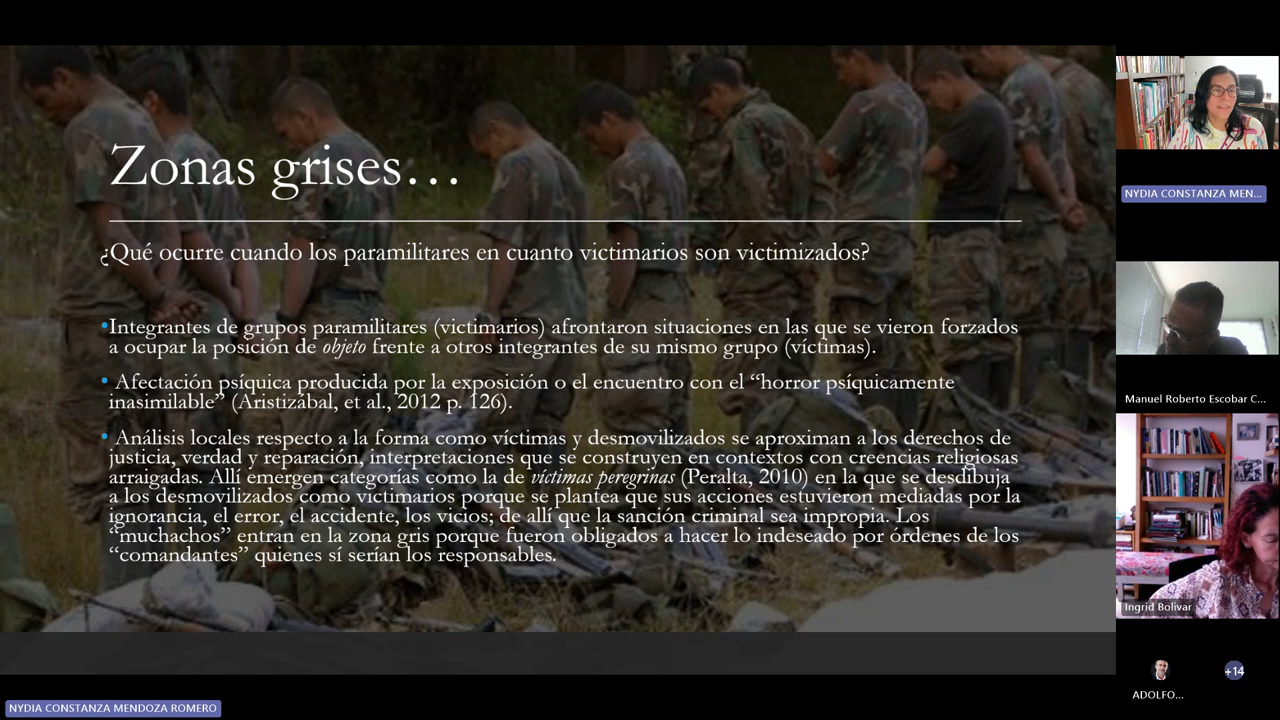 Zonas grises...
¿Qué ocurre cuando los paramilitares en cuanto victimarios son victimizados?
•Integrantes de grupos paramilitares (victimarios) afrontaron situaciones en las que se vieron forzados
a ocupar la posición de objeto frente a otros integrantes de su mismo grupo (víctimas).
• Afectación psíquica producida por la exposición o el encuentro con el “horror psíquicamente
inasimilable” (Aristizábal, et al., 2012 p. 126).
• Análisis locales respecto a la forma como víctimas y desmovilizados se aproximan a los derechos de
justicia, verdad y reparación, interpretaciones que se construyen en contextos con creencias religiosas
arraigadas. Allí emergen categorías como la de víctimas peregrinas (Peralta, 2010) en la que se desdibuja
a los desmovilizados como victimarios porque se plantea que sus acciones estuvieron mediadas por la
ignorancia, el error, el accidente, los vicios; de allí que la sanción criminal sea impropia. Los
“muchachos” entran en la zona gris porque fueron obligados a hacer lo indeseado por órdenes de los
“comandantes” quienes sí serían los responsables.
NYDIA CONSTANZA MEN...
Manuel Roberto Escobar C...
Ingrid Bolivar
+14
ADOLFO...
NYDIA CONSTANZA MENDOZA ROMERO